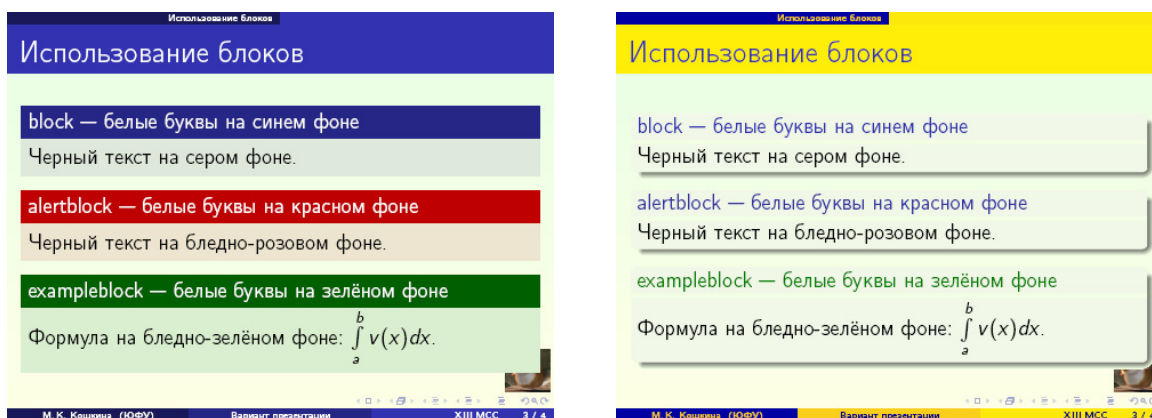 Использование блоков
Использование блоков
block — белые буквы на синем фоне
Черный текст на сером фоне.
alertblock — белые буквы на красном фоне
Черный текст на бледно-розовом фоне.
exampleblock — белые буквы на зелёном фоне
Формула на бледно-зелёном фоне: ∫ₐᵇ v(x)dx.
М.К. Кошкина (ЮФУ) Вариант презентации XIII МСС 3 / 4
Использование блоков
Использование блоков
block — белые буквы на синем фоне
Черный текст на сером фоне.
alertblock — белые буквы на красном фоне
Черный текст на бледно-розовом фоне.
exampleblock — белые буквы на зелёном фоне
Формула на бледно-зелёном фоне: ∫ₐᵇ v(x)dx.
М.К. Кошкина (ЮФУ) Вариант презентации XIII МСС 3 / 4